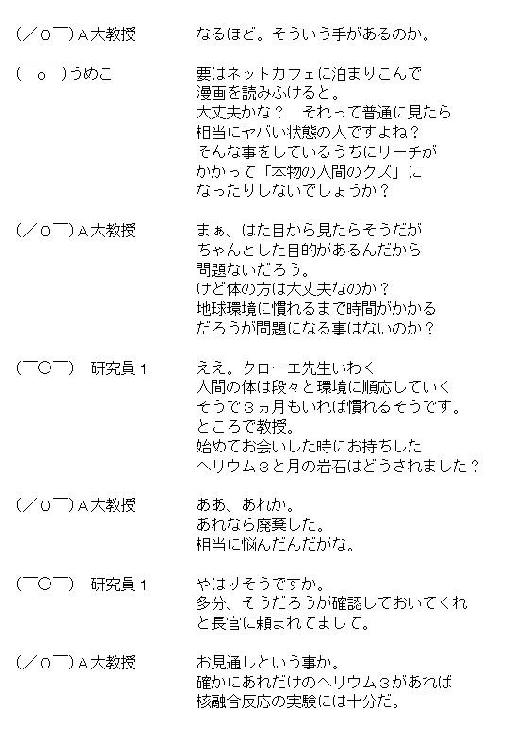 (／０￣)Ａ大教授　なるほど。そういう手があるのか。
(　ｏ　)うめこ　要はネットカフェに泊まりこんで
漫画を読みふけると。
大丈夫かな？　それって普通に見たら
相当にヤバい状態の人ですよね？
そんな事をしているうちにリーチが
かかって「本物の人間のクズ」に
なったりしないでしょうか？
(／０￣)Ａ大教授　まぁ、はた目から見たらそうだが
ちゃんとした目的があるんだから
問題ないだろう。
けど体の方は大丈夫なのか？
地球環境に慣れるまで時間がかかる
だろうが問題になる事はないのか？
(￣○￣)　研究員１　ええ。クローエ先生いわく
人間の体は段々と環境に順応していく
そうで３ヵ月もいれば慣れるそうです。
ところで教授。
始めてお会いした時にお持ちした
ヘリウム３と月の岩石はどうされました？
(／０￣)Ａ大教授　ああ、あれか。
あれなら廃棄した。
相当に悩んだんだがな。
(￣○￣)　研究員１　やはりそうですか。
多分、そうだろうが確認しておいてくれ
と長官に頼まれてまして。
(／０￣)Ａ大教授　お見通しという事か。
確かにあれだけのヘリウム３があれば
核融合反応の実験には十分だ。